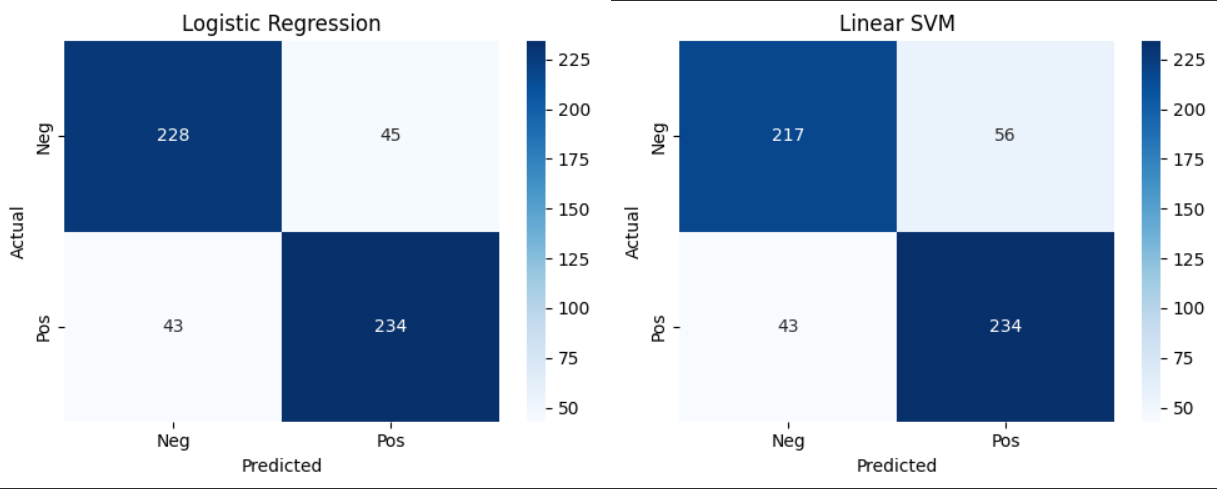 Logistic Regression
228 45
43 234
Neg
Pos
Actual
Neg Pos
Predicted
225
200
175
150
125
100
75
50
Linear SVM
217 56
43 234
Neg
Pos
Actual
Neg Pos
Predicted
225
200
175
150
125
100
75
50